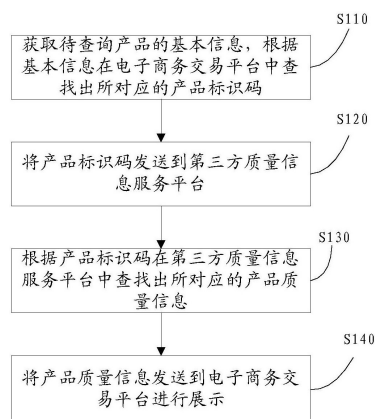 S110
获取待查询产品的基本信息，根据
基本信息在电子商务交易平台中查
找出所对应的产品标识码
S120
将产品标识码发送到第三方质量信
息服务平台
S130
根据产品标识码在第三方质量信息
服务平台中查找出所对应的产品质
量信息
S140
将产品质量信息发送到电子商务交
易平台进行展示